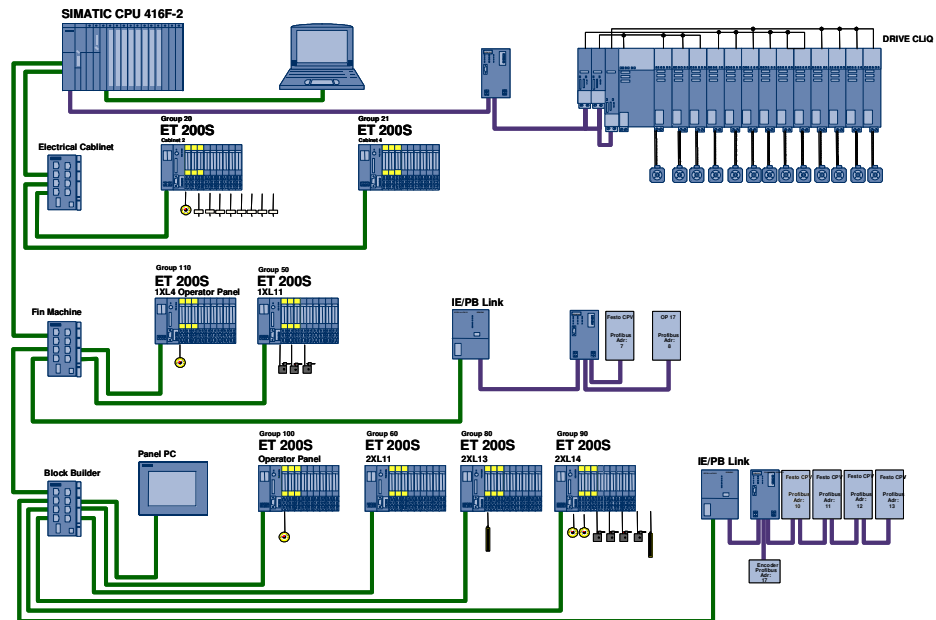 SIMATIC CPU 416F-2
DRIVE CLiQ
Group 20
ET 200S
Cabinet 2
Group 21
ET 200S
Cabinet 4
Electrical Cablinet
Group 110
ET 200S
1XL4 Operator Panel
Group 50
ET 200S
1XL11
Fin Machine
IE/PB Link
Festo CPV
Profibus
Adr:
7
OP 17
Profibus
Adr:
8
Group 100
ET 200S
Operator Panel
Group 60
ET 200S
2XL11
Group 80
ET 200S
2XL13
Group 90
ET 200S
2XL14
Block Builder
Panel PC
IE/PB Link
Festo CPV
Profibus
Adr:
10
Festo CPV
Profibus
Adr:
11
Festo CPV
Profibus
Adr:
12
Festo CPV
Profibus
Adr:
13
Encoder
Profibus
Adr:
17